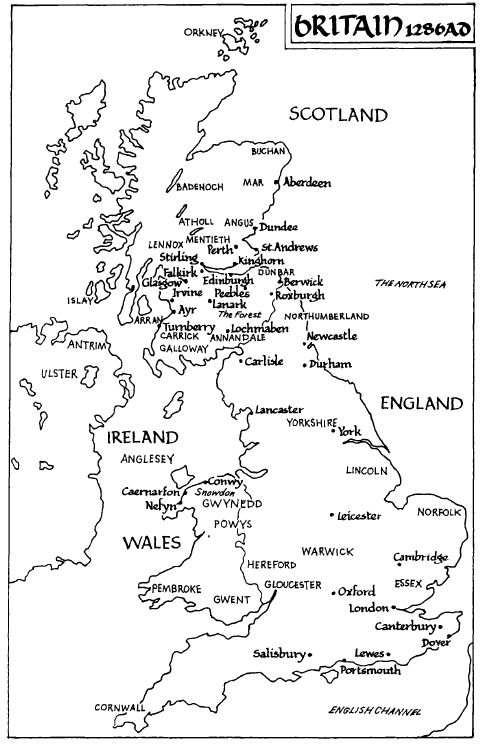 BRITAIN 1286AD
ORKNEY
SCOTLAND
BUCHAN
BADENOCH
MAR
Aberdeen
ATHOLL
ANGUS
Dundee
LENNOX
MENTIETH
Perth
St.Andrews
Stirling
Kinghorn
Falkirk
DUNBAR
Glasgow
Edinburgh
Berwick
THE NORTH SEA
Irvine
Peebles
Roxburgh
ISLAY
Lanark
Ayr
The Forest
NORTHUMBERLAND
ARRAN
Turnberry
Lochmaben
CARRICK
ANNANDALE
Newcastle
ANTRIM
GALLOWAY
Carlisle
Durham
ULSTER
ENGLAND
Lancaster
YORKSHIRE
York
IRELAND
ANGLESEY
LINCOLN
Conwy
Caernarfon
Snowdon
Nefyn
GWYNEDD
NORFOLK
Leicester
POWYS
WALES
WARWICK
Cambridge
HEREFORD
PEMBROKE
GLOUCESTER
ESSEX
GWENT
Oxford
London
Canterbury
Dover
Salisbury
Lewes
Portsmouth
CORNWALL
ENGLISH CHANNEL